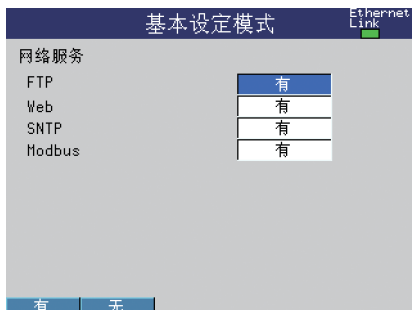 基本设定模式
Ethernet
Link
网络服务
FTP 有
Web 有
SNTP 有
Modbus 有
有 无